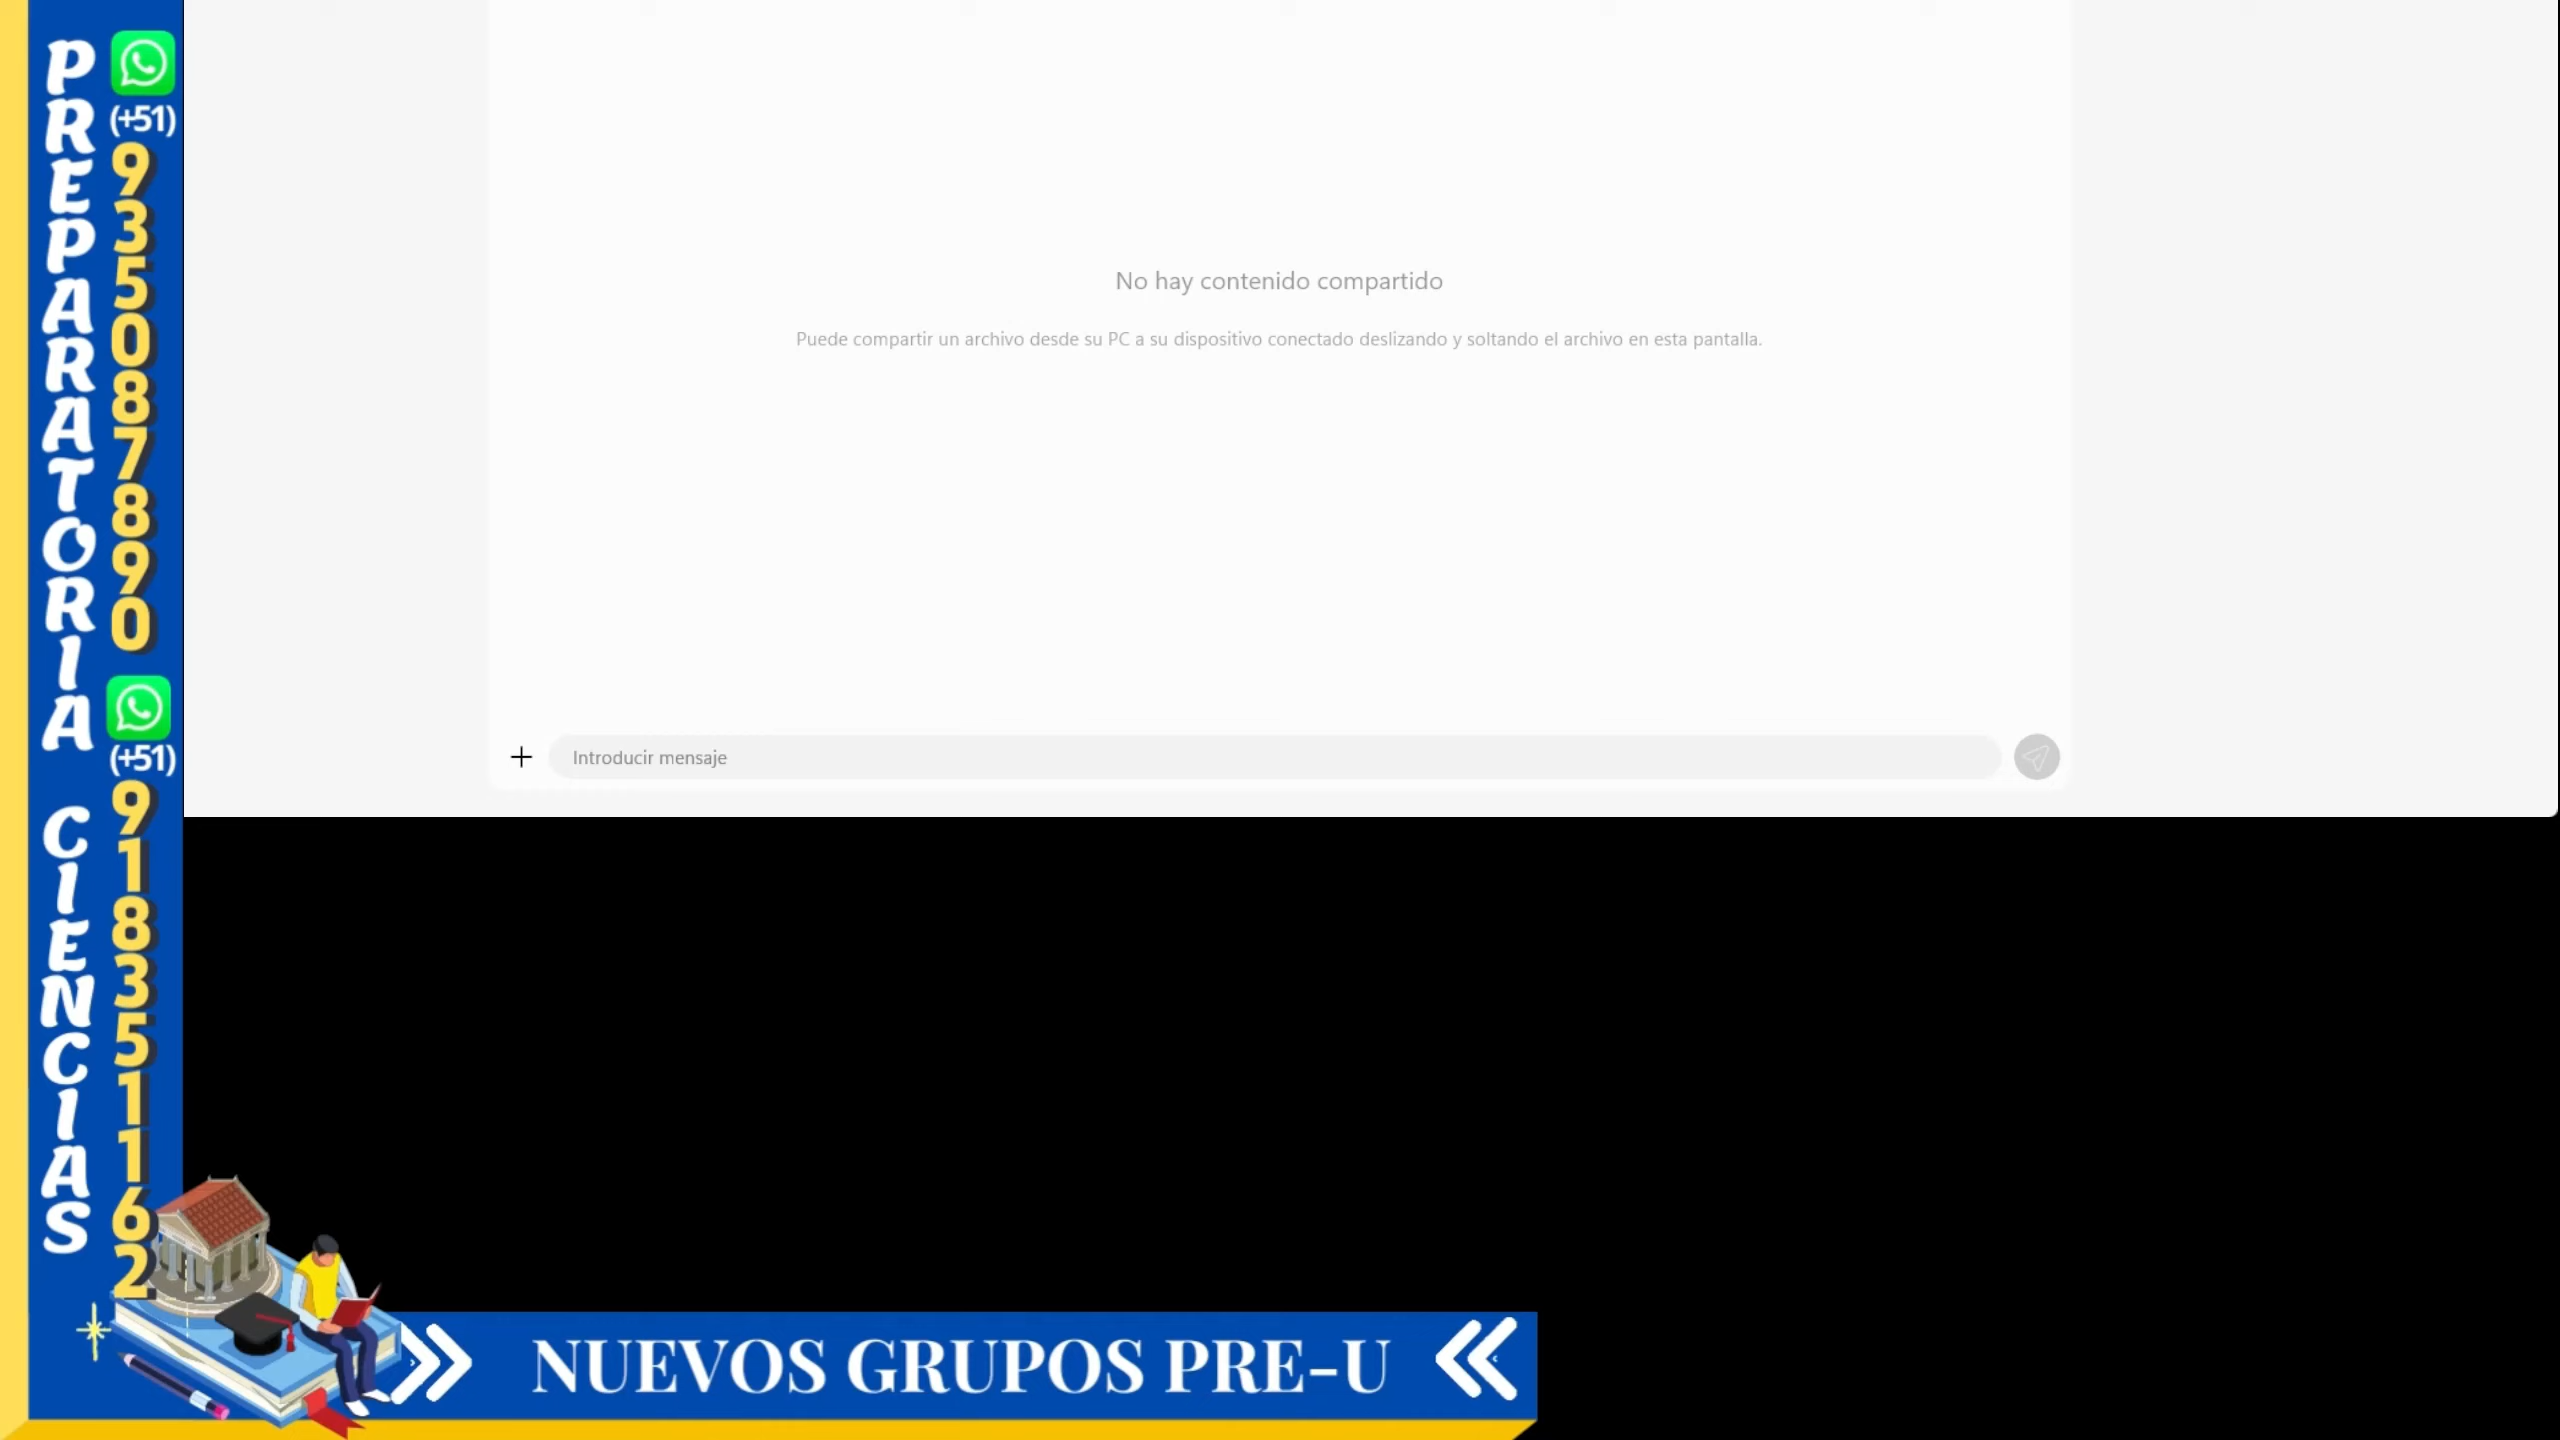 PREPARATORIA CIENCIAS
(+51)
935087890
(+51)
918351162
No hay contenido compartido
Puede compartir un archivo desde su PC a su dispositivo conectado deslizando y soltando el archivo en esta pantalla.
Introducir mensaje
NUEVOS GRUPOS PRE-U